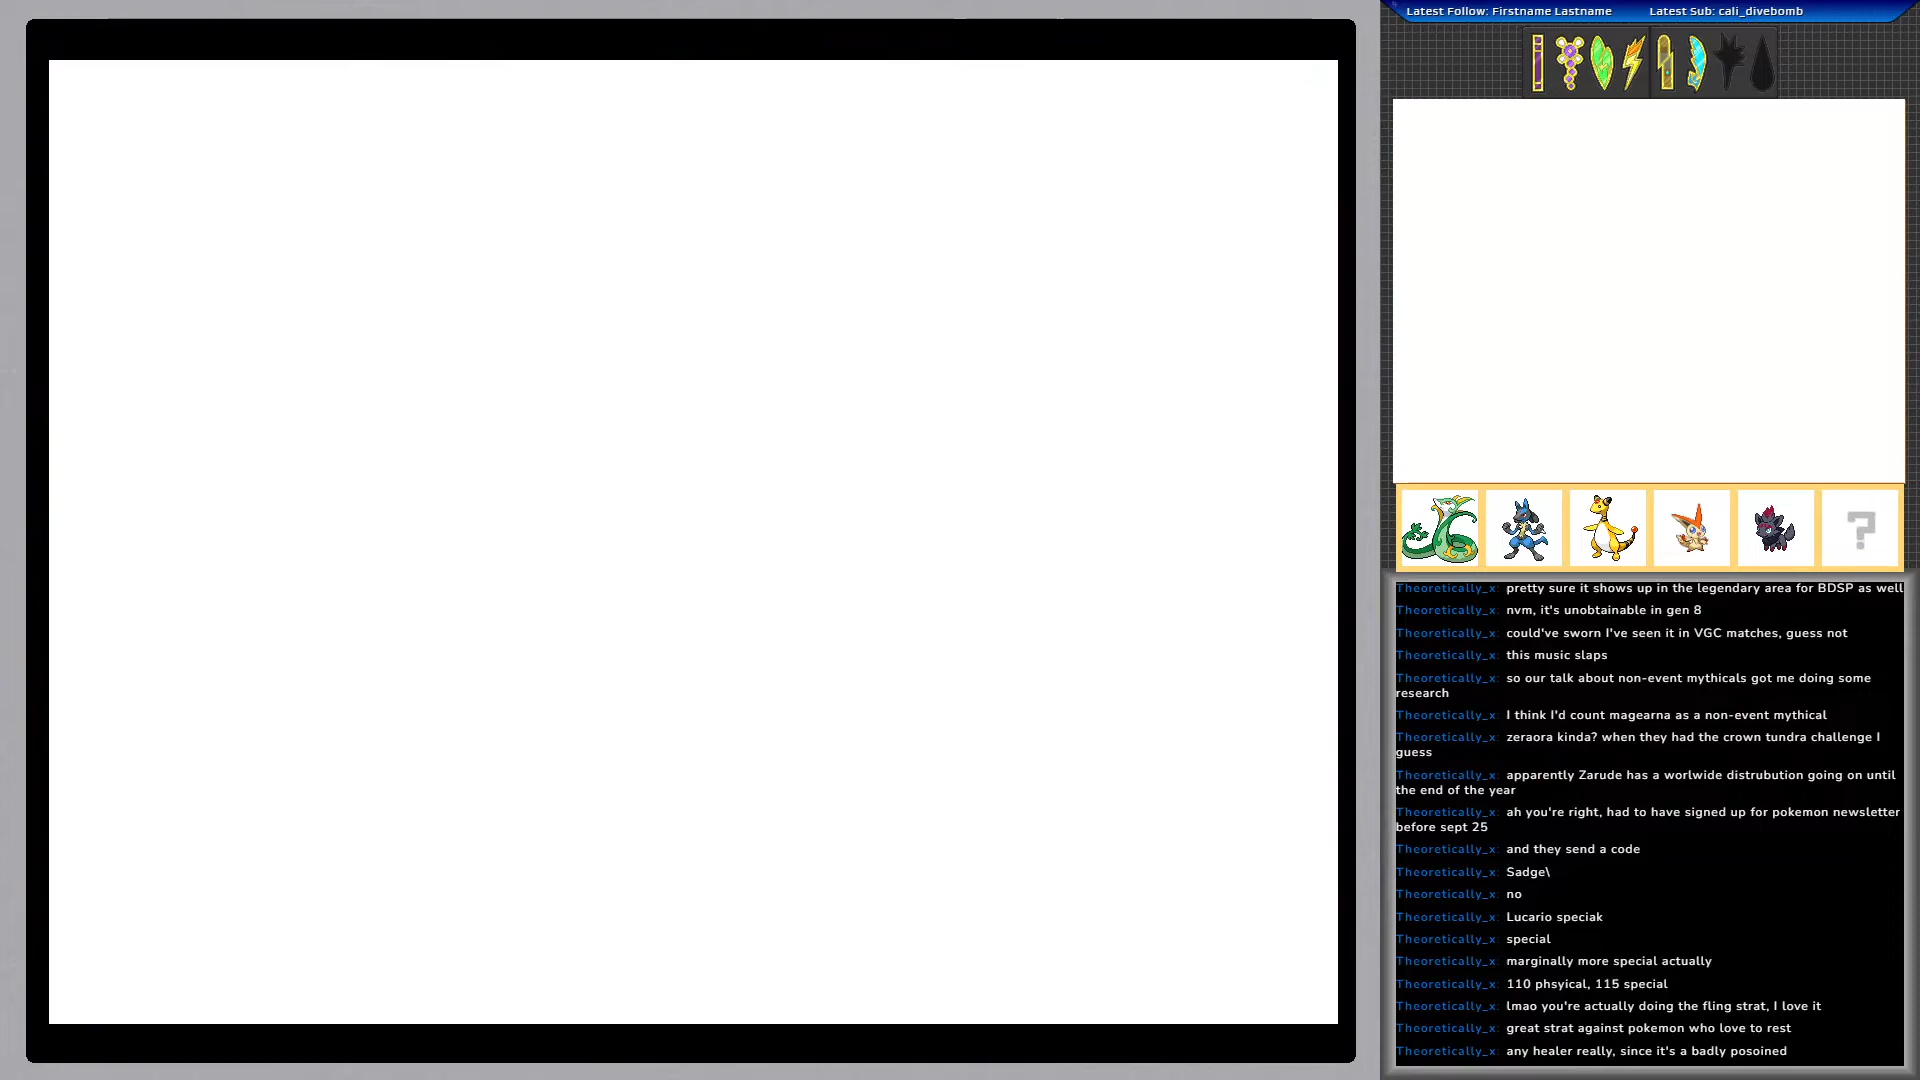 Latest Follow: Firstname Lastname
Latest Sub: cali_divebomb
?
Theoretically_x: pretty sure it shows up in the legendary area for BDSP as well
Theoretically_x: nvm, it's unobtainable in gen 8
Theoretically_x: could've sworn I've seen it in VGC matches, guess not
Theoretically_x: this music slaps
Theoretically_x: so our talk about non-event mythicals got me doing some
research
Theoretically_x: I think I'd count magearna as a non-event mythical
Theoretically_x: zeraora kinda? when they had the crown tundra challenge I
guess
Theoretically_x: apparently Zarude has a worlwide distrubution going on until
the end of the year
Theoretically_x: ah you're right, had to have signed up for pokemon newsletter
before sept 25
Theoretically_x: and they send a code
Theoretically_x: Sadge\
Theoretically_x: no
Theoretically_x: Lucario speciak
Theoretically_x: special
Theoretically_x: marginally more special actually
Theoretically_x: 110 phsyical, 115 special
Theoretically_x: lmao you're actually doing the fling strat, I love it
Theoretically_x: great strat against pokemon who love to rest
Theoretically_x: any healer really, since it's a badly posoined